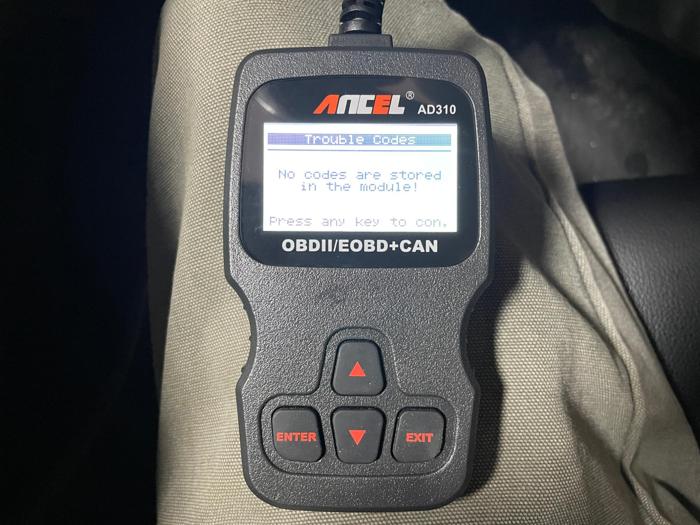 ANCEL® AD310
Trouble Codes
No codes are stored
in the module!
Press any key to con.
OBDII/EOBD+CAN
ENTER
EXIT